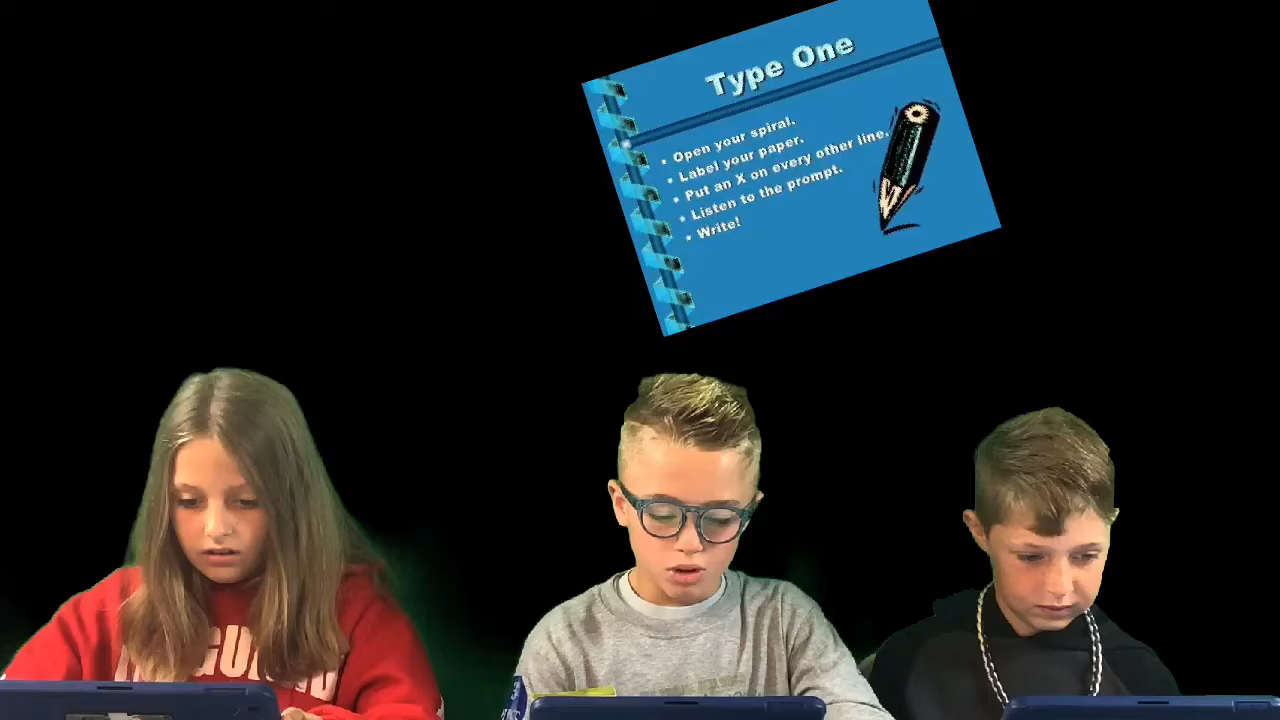 Type One
• Open your spiral.
• Label your paper.
• Put an X on every other line.
• Listen to the prompt.
• Write!